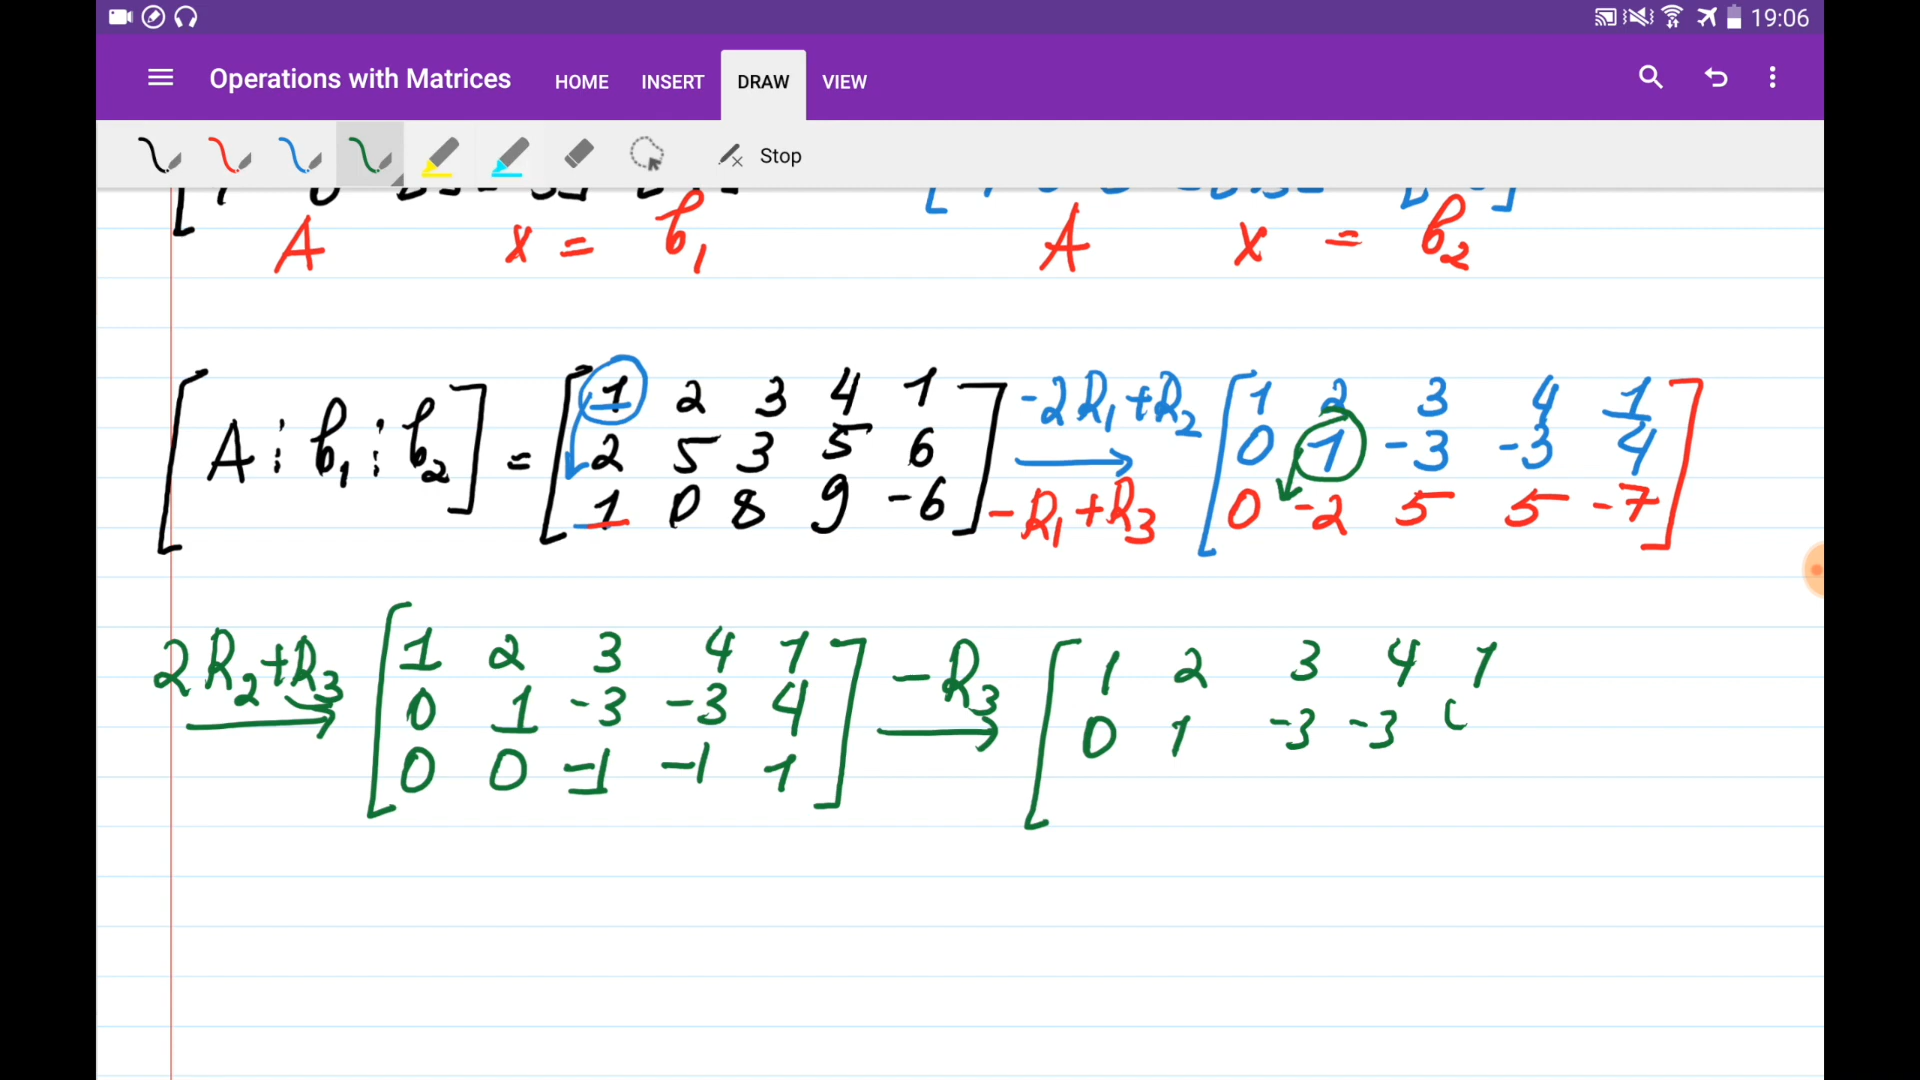 19:06
Operations with Matrices HOME INSERT DRAW VIEW
Stop
A x = b₁ A x = b₂
[A ⋮ b₁ ⋮ b₂] = [1 2 3 4 1 -2R₁+R₂ [1 2 3 4 1
2 5 3 5 6 0 1 -3 -3 4
1 0 8 9 -6] -R₁+R₃ 0 -2 5 5 -7]
2R₂+R₃ [1 2 3 4 1 -R₃ [1 2 3 4 1
0 1 -3 -3 4 0 1 -3 -3
0 0 -1 -1 1]